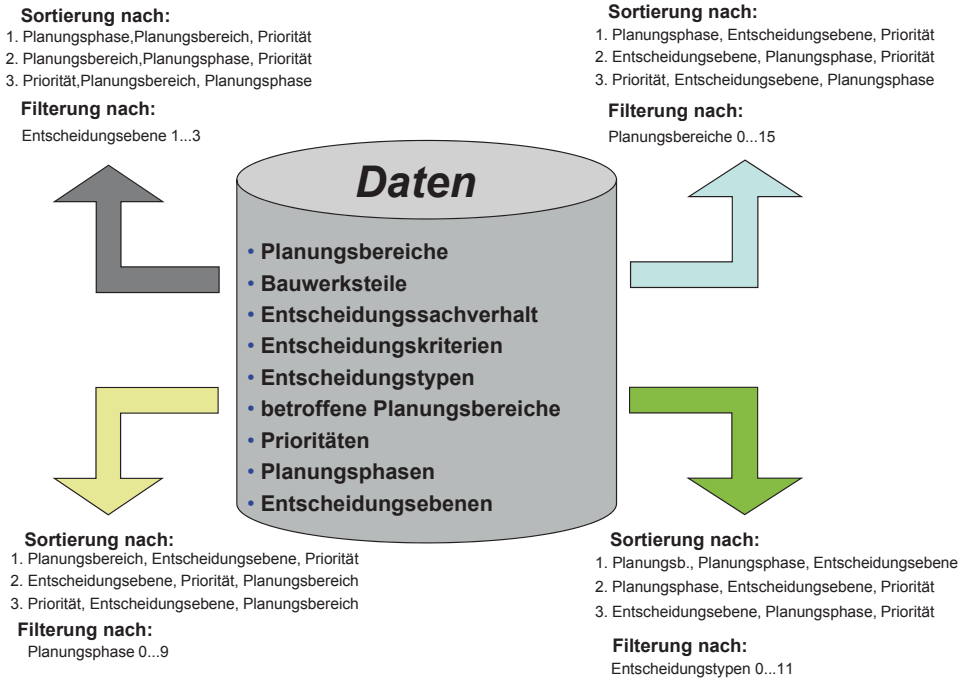 Sortierung nach:
1. Planungsphase,Planungsbereich, Priorität
2. Planungsbereich,Planungsphase, Priorität
3. Priorität,Planungsbereich, Planungsphase
Filterung nach:
Entscheidungsebene 1...3
Sortierung nach:
1. Planungsphase, Entscheidungsebene, Priorität
2. Entscheidungsebene, Planungsphase, Priorität
3. Priorität, Entscheidungsebene, Planungsphase
Filterung nach:
Planungsbereiche 0...15
Daten
• Planungsbereiche
• Bauwerksteile
• Entscheidungssachverhalt
• Entscheidungskriterien
• Entscheidungstypen
• betroffene Planungsbereiche
• Prioritäten
• Planungsphasen
• Entscheidungsebenen
Sortierung nach:
1. Planungsbereich, Entscheidungsebene, Priorität
2. Entscheidungsebene, Priorität, Planungsbereich
3. Priorität, Entscheidungsebene, Planungsbereich
Filterung nach:
Planungsphase 0...9
Sortierung nach:
1. Planungsb., Planungsphase, Entscheidungsebene
2. Planungsphase, Entscheidungsebene, Priorität
3. Entscheidungsebene, Planungsphase, Priorität
Filterung nach:
Entscheidungstypen 0...11